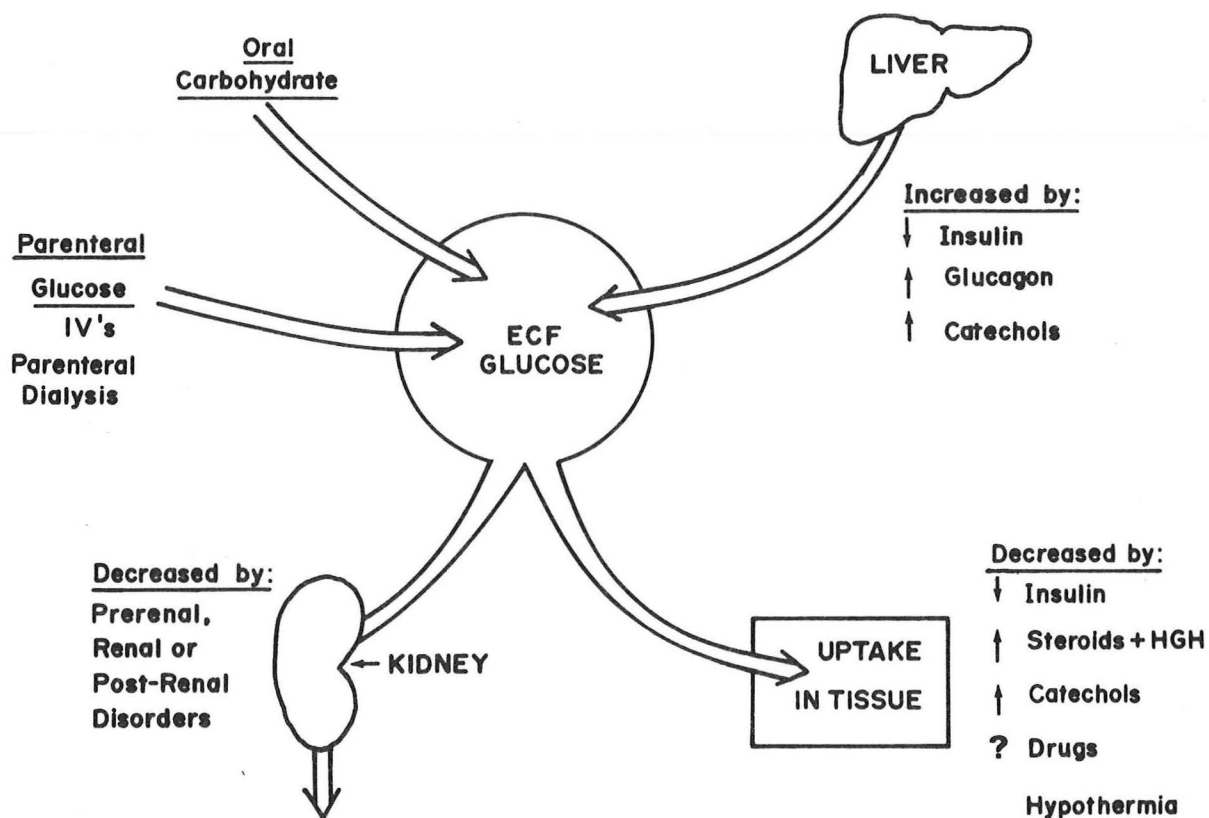 Oral
Carbohydrate
LIVER
Increased by:
↓ Insulin
↑ Glucagon
↑ Catechols
Parenteral
Glucose
IV's
Parenteral
Dialysis
ECF
GLUCOSE
Decreased by:
Prerenal,
Renal or
Post-Renal
Disorders
← KIDNEY
UPTAKE
IN TISSUE
Decreased by:
↓ Insulin
↑ Steroids + HGH
↑ Catechols
? Drugs
Hypothermia